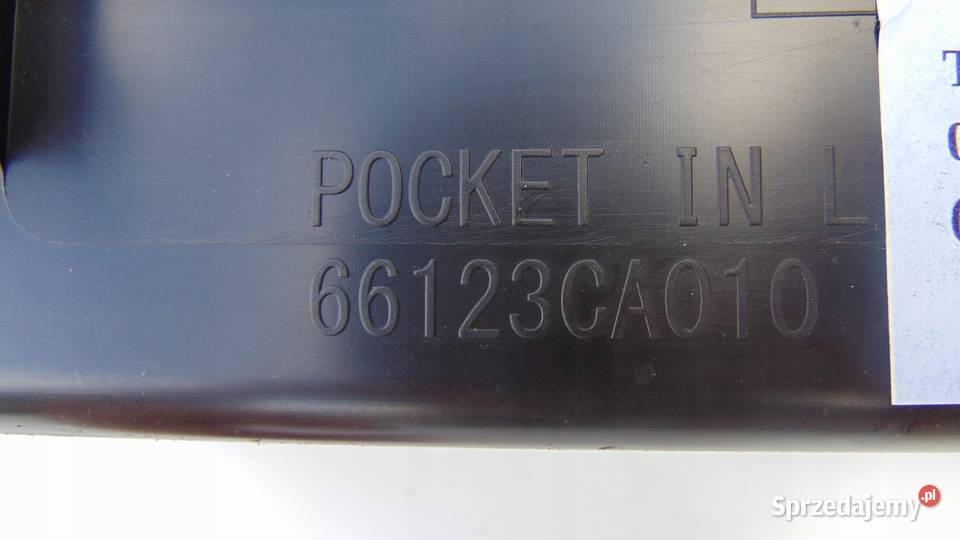 POCKET IN L
66123CA010
Sprzedajemy.pl